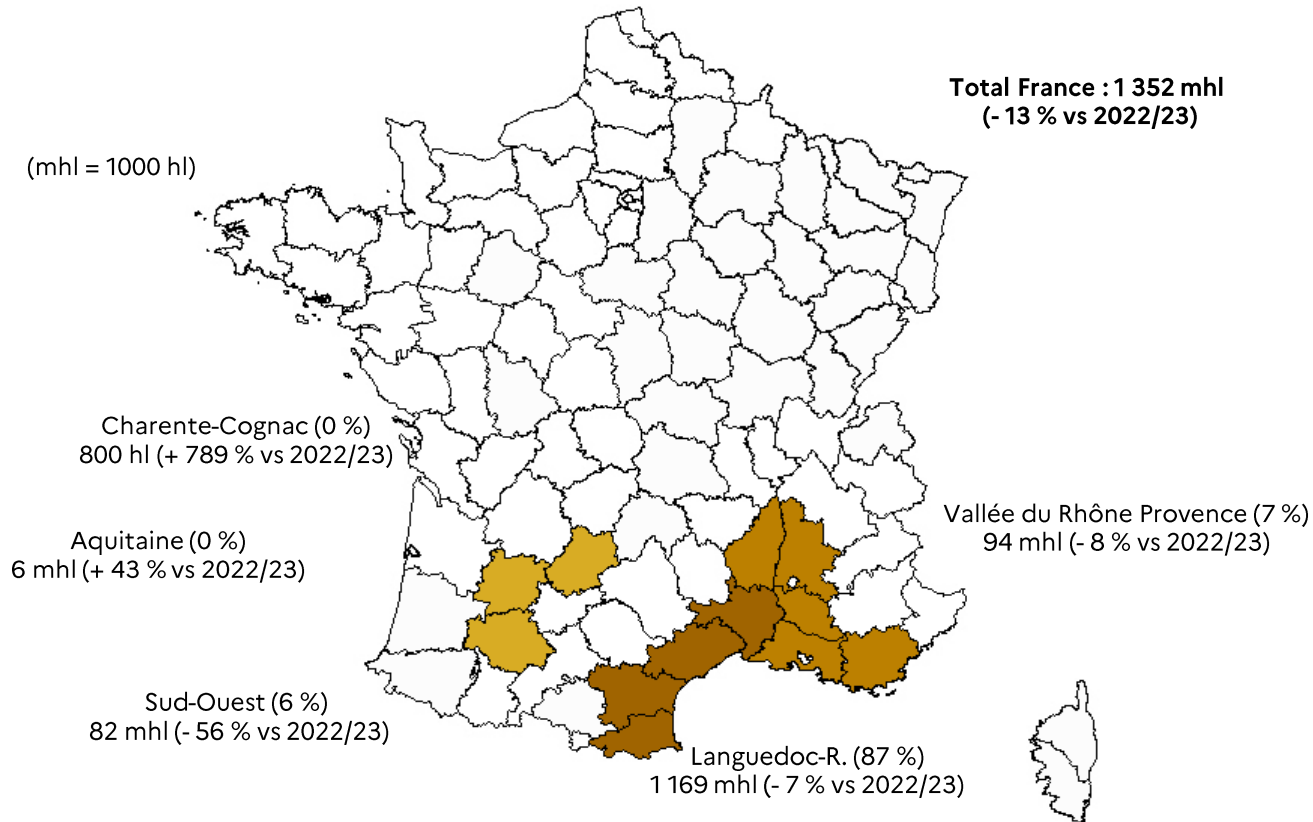 Total France : 1 352 mhl
(- 13 % vs 2022/23)
(mhl = 1000 hl)
Charente-Cognac (0 %)
800 hl (+ 789 % vs 2022/23)
Vallée du Rhône Provence (7 %)
94 mhl (- 8 % vs 2022/23)
Aquitaine (0 %)
6 mhl (+ 43 % vs 2022/23)
Sud-Ouest (6 %)
82 mhl (- 56 % vs 2022/23)
Languedoc-R. (87 %)
1 169 mhl (- 7 % vs 2022/23)